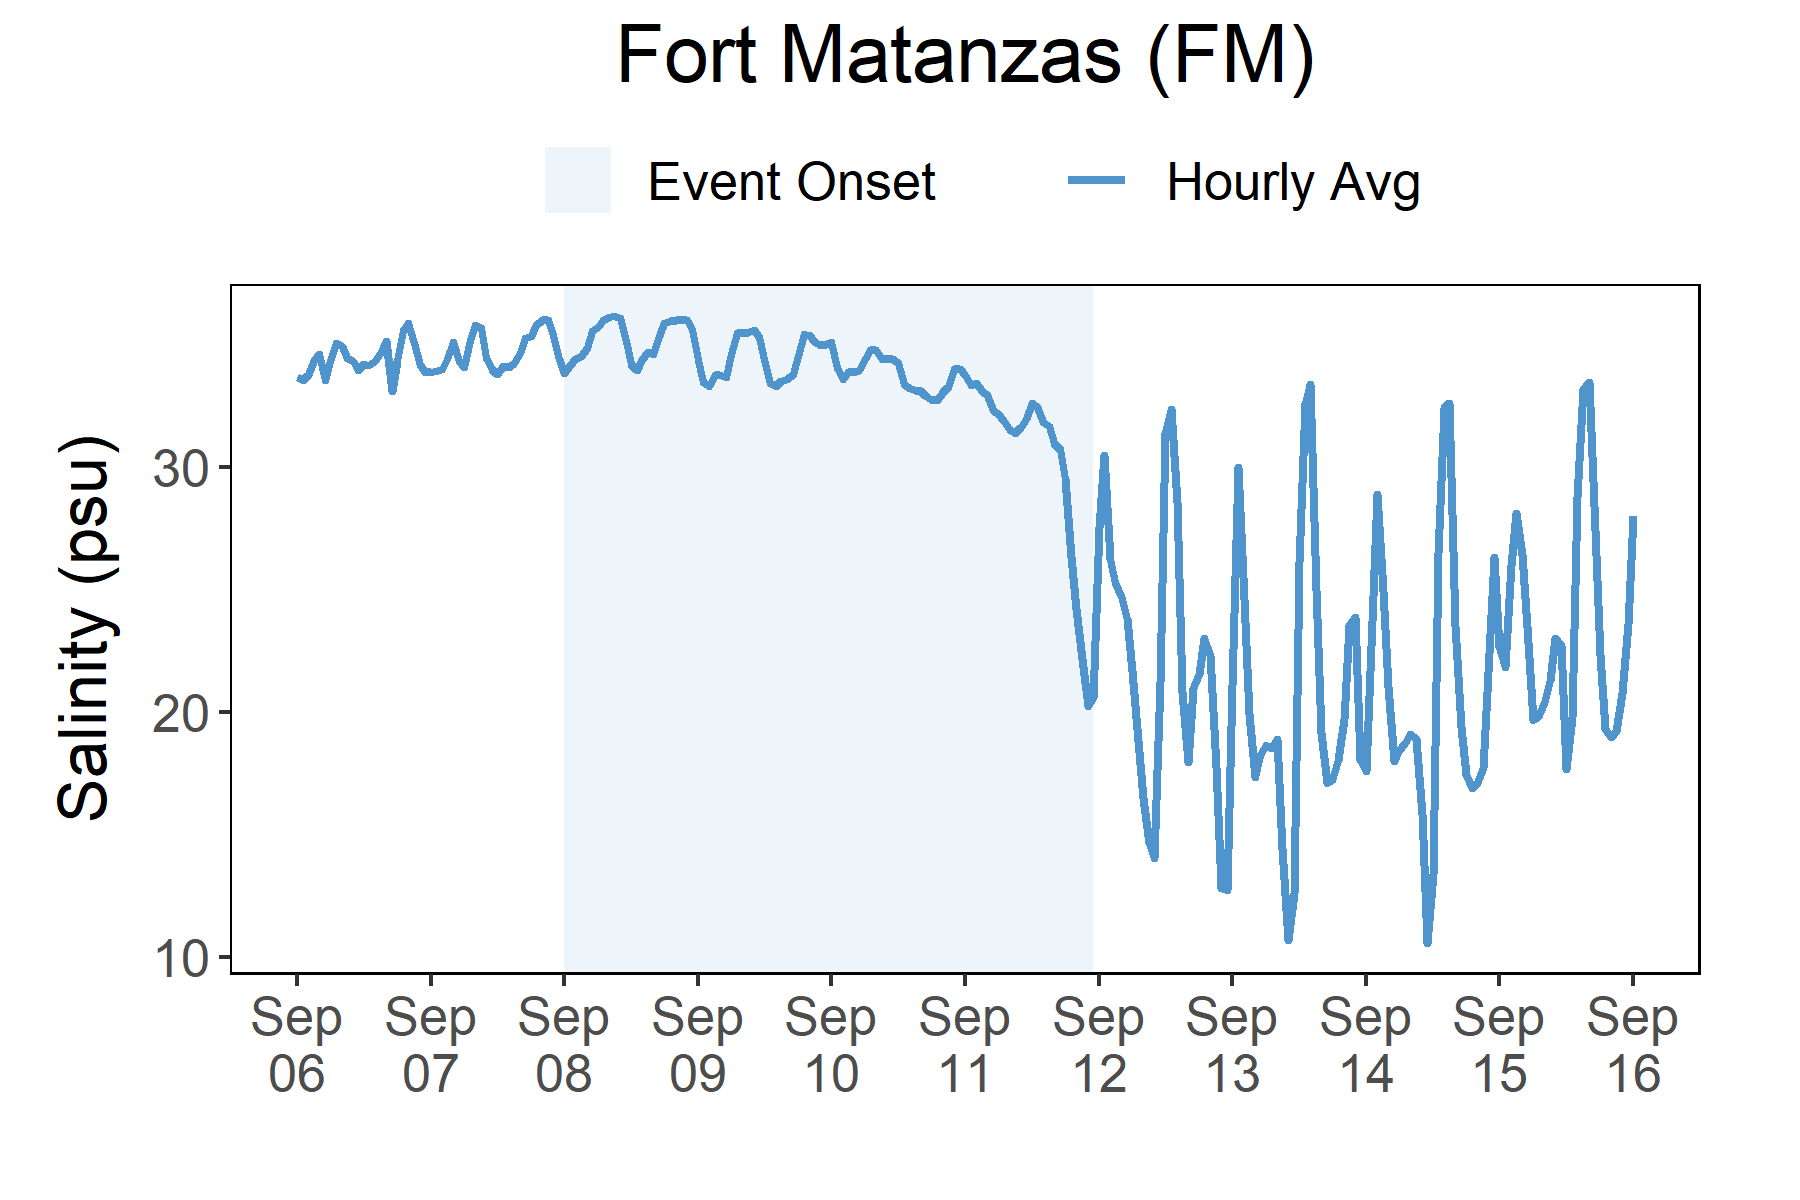 Fort Matanzas (FM)
Event Onset
Hourly Avg
Salinity (psu)
30
20
10
Sep 06
Sep 07
Sep 08
Sep 09
Sep 10
Sep 11
Sep 12
Sep 13
Sep 14
Sep 15
Sep 16